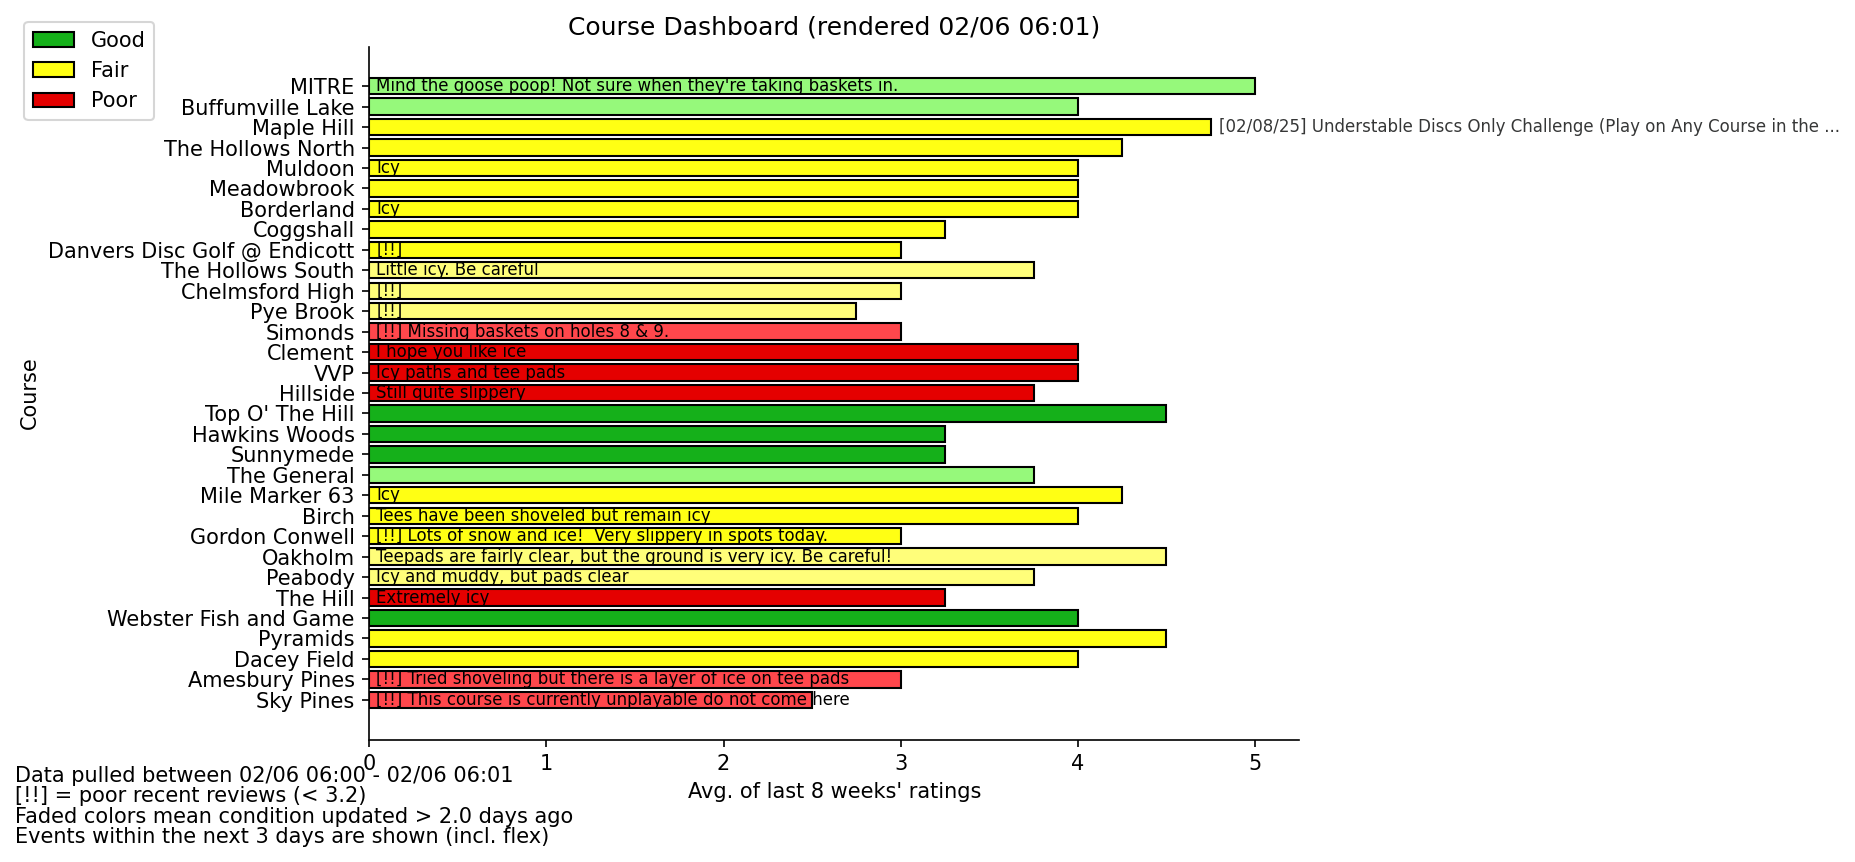 Course Dashboard (rendered 02/06 06:01)
Good
Fair
Poor
Course
MITRE Mind the goose poop! Not sure when they're taking baskets in.
Buffumville Lake
Maple Hill [02/08/25] Understable Discs Only Challenge (Play on Any Course in the ...
The Hollows North
Muldoon Icy
Meadowbrook
Borderland Icy
Coggshall
Danvers Disc Golf @ Endicott [!!]
The Hollows South Little icy. Be careful
Chelmsford High [!!]
Pye Brook [!!]
Simonds [!!] Missing baskets on holes 8 & 9.
Clement I hope you like ice
VVP Icy paths and tee pads
Hillside Still quite slippery
Top O' The Hill
Hawkins Woods
Sunnymede
The General
Mile Marker 63 Icy
Birch Tees have been shoveled but remain icy
Gordon Conwell [!!] Lots of snow and ice!  Very slippery in spots today.
Oakholm Teepads are fairly clear, but the ground is very icy. Be careful!
Peabody Icy and muddy, but pads clear
The Hill Extremely icy
Webster Fish and Game
Pyramids
Dacey Field
Amesbury Pines [!!] Tried shoveling but there is a layer of ice on tee pads
Sky Pines [!!] This course is currently unplayable do not come here
0 1 2 3 4 5
Avg. of last 8 weeks' ratings
Data pulled between 02/06 06:00 - 02/06 06:01
[!!] = poor recent reviews (< 3.2)
Faded colors mean condition updated > 2.0 days ago
Events within the next 3 days are shown (incl. flex)